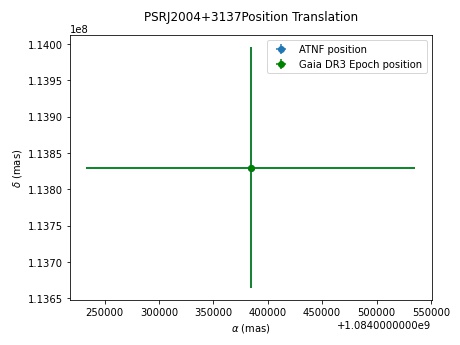 PSRJ2004+3137Position Translation
1e8
1.1400
1.1395
1.1390
1.1385
1.1380
1.1375
1.1370
1.1365
δ (mas)
ATNF position
Gaia DR3 Epoch position
250000 300000 350000 400000 450000 500000 550000
α (mas)
+1.0840000000e9